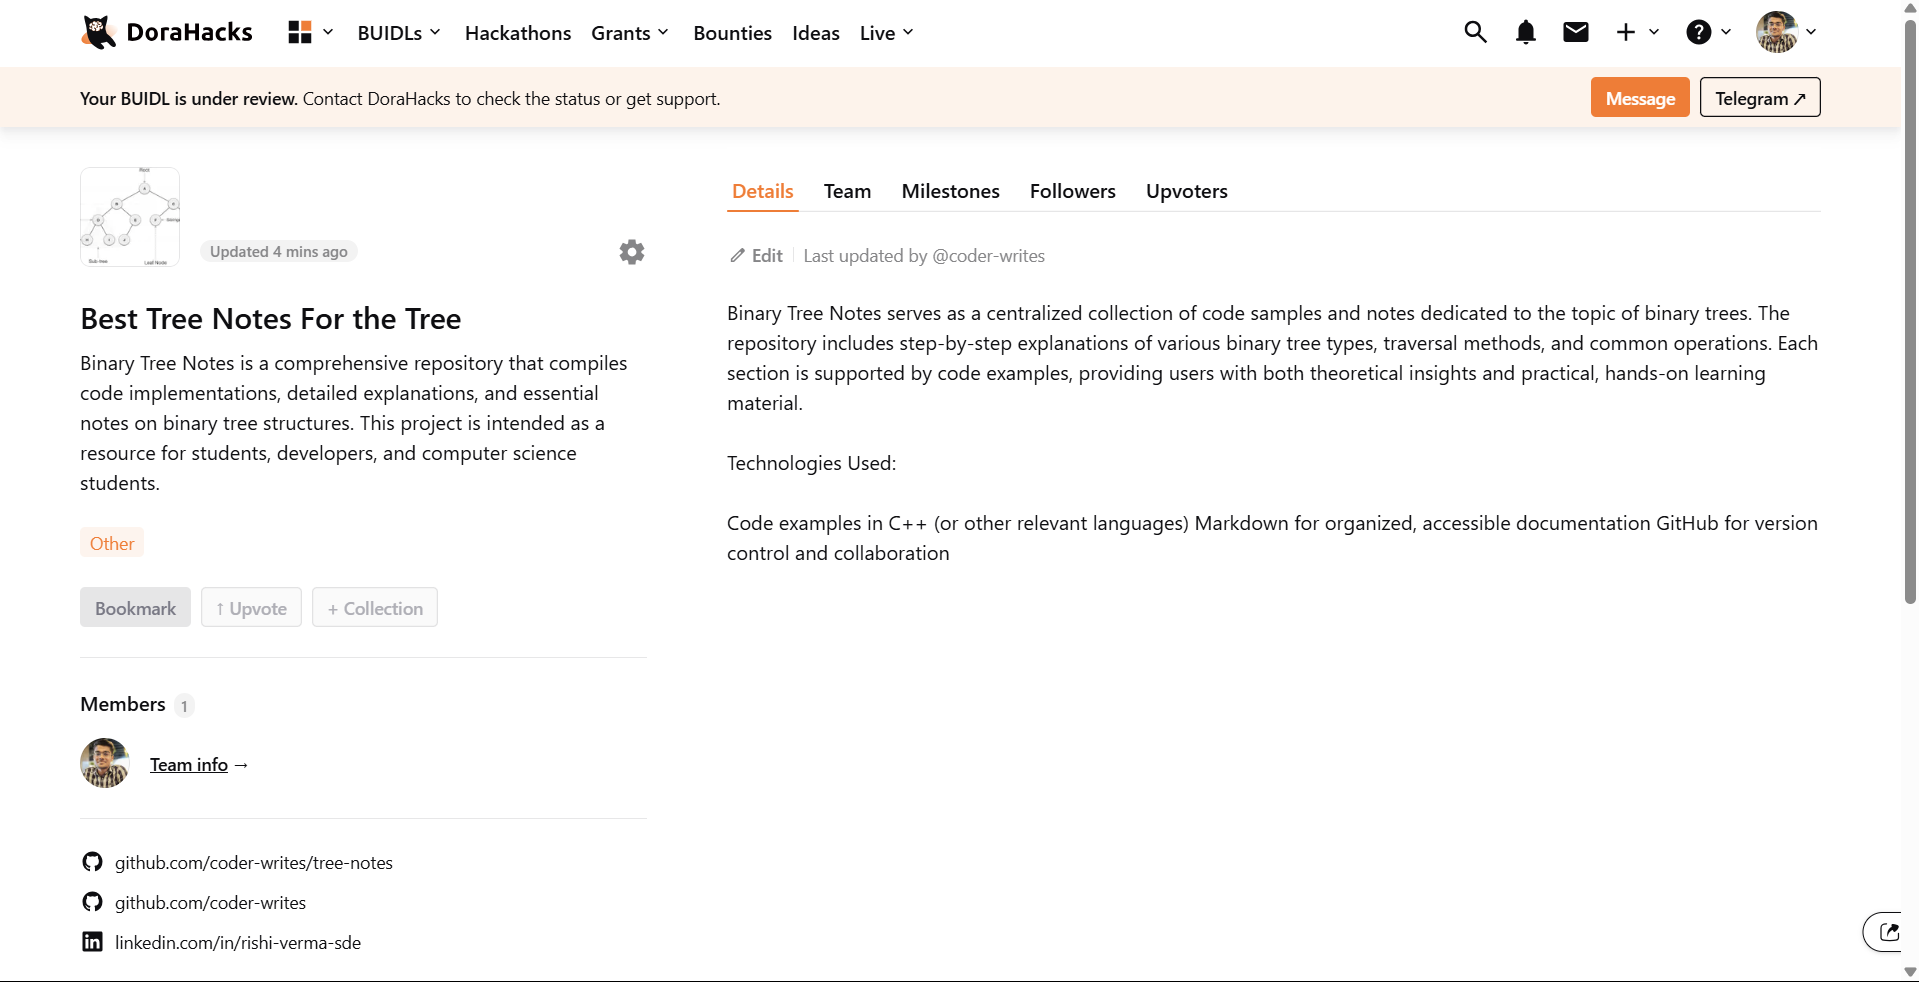 DoraHacks
BUIDLs
Hackathons
Grants
Bounties
Ideas
Live
Your BUIDL is under review. Contact DoraHacks to check the status or get support.
Message
Telegram ↗
Root
Leaf Node
Updated 4 mins ago
Best Tree Notes For the Tree
Binary Tree Notes is a comprehensive repository that compiles
code implementations, detailed explanations, and essential
notes on binary tree structures. This project is intended as a
resource for students, developers, and computer science
students.
Other
Bookmark
↑ Upvote
+ Collection
Members 1
Team info →
github.com/coder-writes/tree-notes
github.com/coder-writes
linkedin.com/in/rishi-verma-sde
Details
Team
Milestones
Followers
Upvoters
Edit
Last updated by @coder-writes
Binary Tree Notes serves as a centralized collection of code samples and notes dedicated to the topic of binary trees. The
repository includes step-by-step explanations of various binary tree types, traversal methods, and common operations. Each
section is supported by code examples, providing users with both theoretical insights and practical, hands-on learning
material.
Technologies Used:
Code examples in C++ (or other relevant languages) Markdown for organized, accessible documentation GitHub for version
control and collaboration